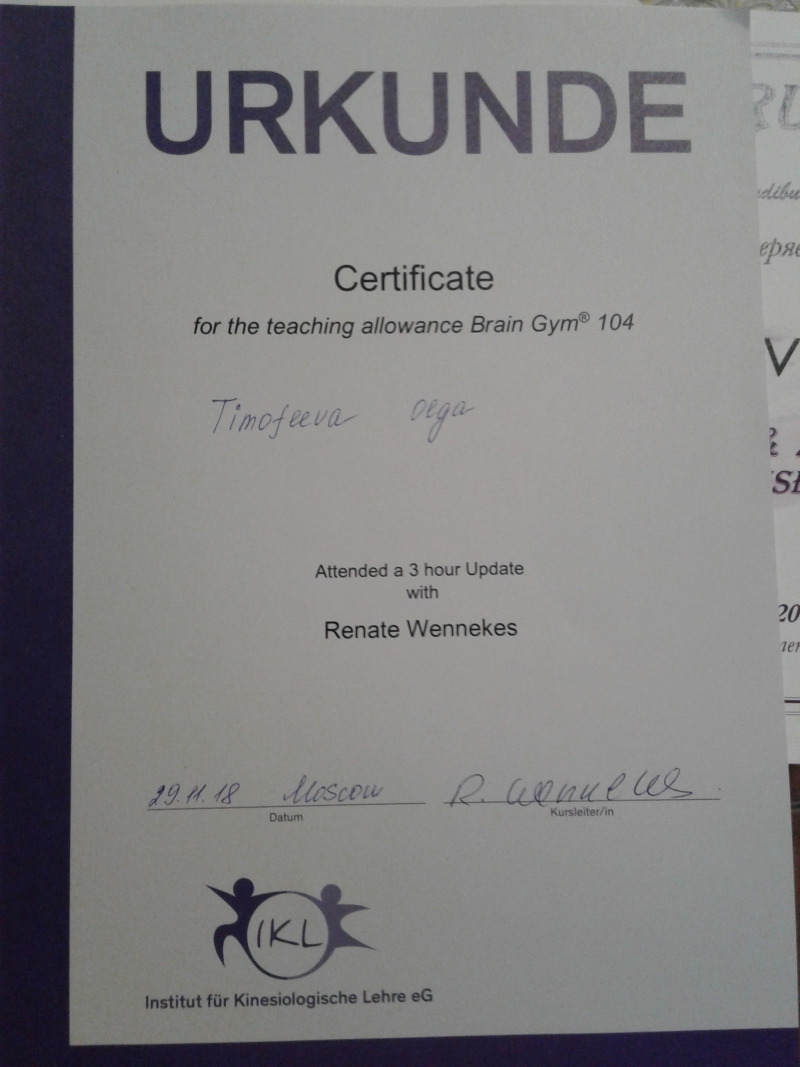 URKUNDE
Certificate
for the teaching allowance Brain Gym® 104
Timofeeva Olga
Attended a 3 hour Update
with
Renate Wennekes
29.11.18 Moscow R. Wennekes
Datum Kursleiter/in
IKL
Institut für Kinesiologische Lehre eG